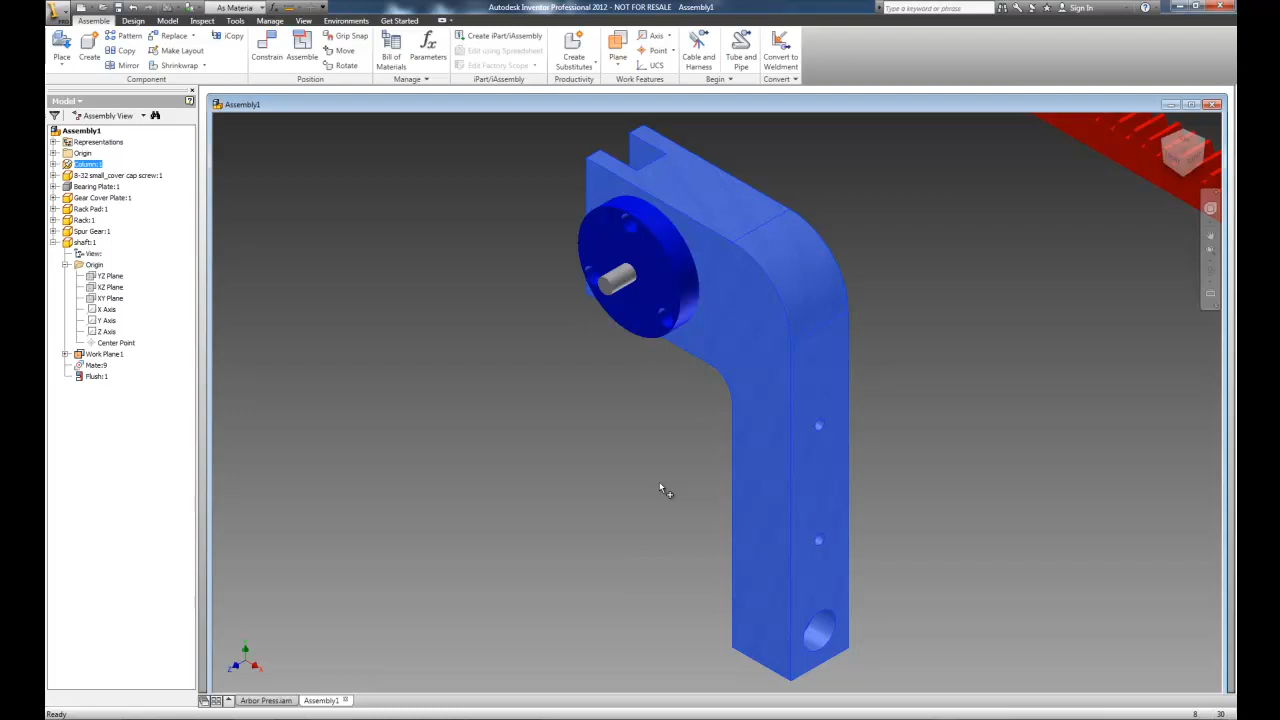 As Materia
Autodesk Inventor Professional 2012 - NOT FOR RESALE Assembly1
Type a keyword or phrase
Sign In
PRO
Assemble Design Model Inspect Tools Manage View Environments Get Started
Place
Create
Pattern
Copy
Mirror
Replace
Make Layout
Shrinkwrap
iCopy
Component
Constrain
Assemble
Grip Snap
Move
Rotate
Position
Bill of
Materials
Parameters
Manage
Create iPart/iAssembly
Edit using Spreadsheet
Edit Factory Scope
iPart/iAssembly
Create
Substitutes
Productivity
Plane
Axis
Point
UCS
Work Features
Cable and
Harness
Tube and
Pipe
Begin
Convert to
Weldment
Convert
Model
Assembly View
Assembly1
Representations
Origin
Column:1
8-32 small_cover cap screw:1
Bearing Plate:1
Gear Cover Plate:1
Rack Pad:1
Rack:1
Spur Gear:1
shaft:1
View:
Origin
YZ Plane
XZ Plane
XY Plane
X Axis
Y Axis
Z Axis
Center Point
Work Plane1
Mate:9
Flush:1
Assembly1
Arbor Press.iam Assembly1
Ready 8 30